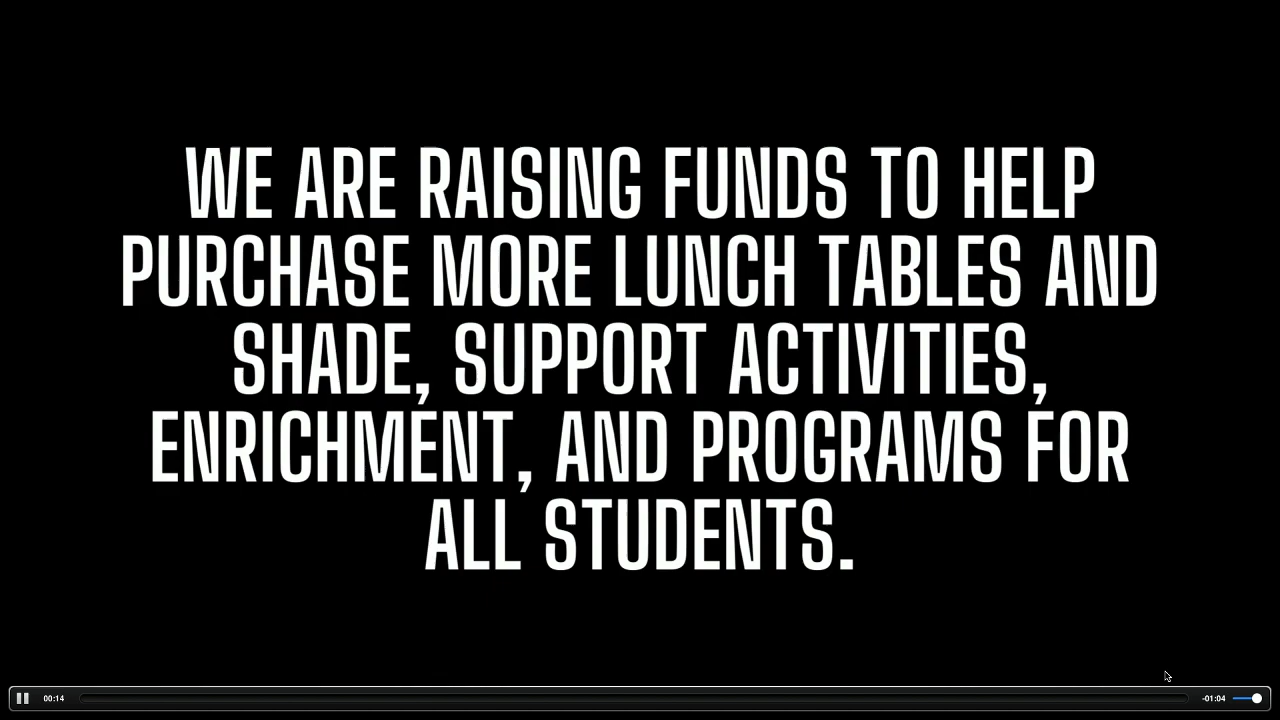 WE ARE RAISING FUNDS TO HELP
PURCHASE MORE LUNCH TABLES AND
SHADE, SUPPORT ACTIVITIES,
ENRICHMENT, AND PROGRAMS FOR
ALL STUDENTS.
00:14 -01:04